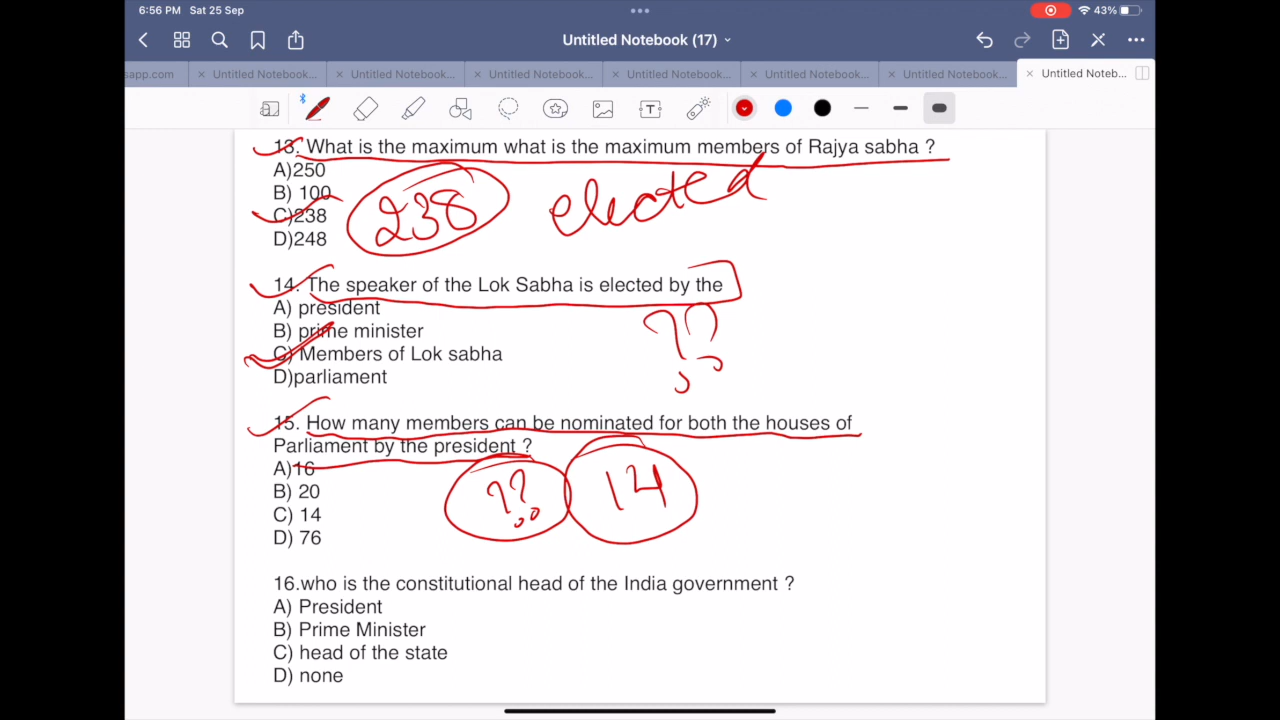 6:56 PM Sat 25 Sep
43%
Untitled Notebook (17)
sapp.com
Untitled Notebook...
Untitled Notebook...
Untitled Notebook...
Untitled Notebook...
Untitled Notebook...
Untitled Notebook...
Untitled Noteb...
13. What is the maximum what is the maximum members of Rajya sabha ?
A)250
B) 100
C)238
D)248
238 elected
14. The speaker of the Lok Sabha is elected by the
A) president
B) prime minister
C) Members of Lok sabha
D)parliament
??
15. How many members can be nominated for both the houses of
Parliament by the president ?
A)16
B) 20
C) 14
D) 76
?? 14
16.who is the constitutional head of the India government ?
A) President
B) Prime Minister
C) head of the state
D) none